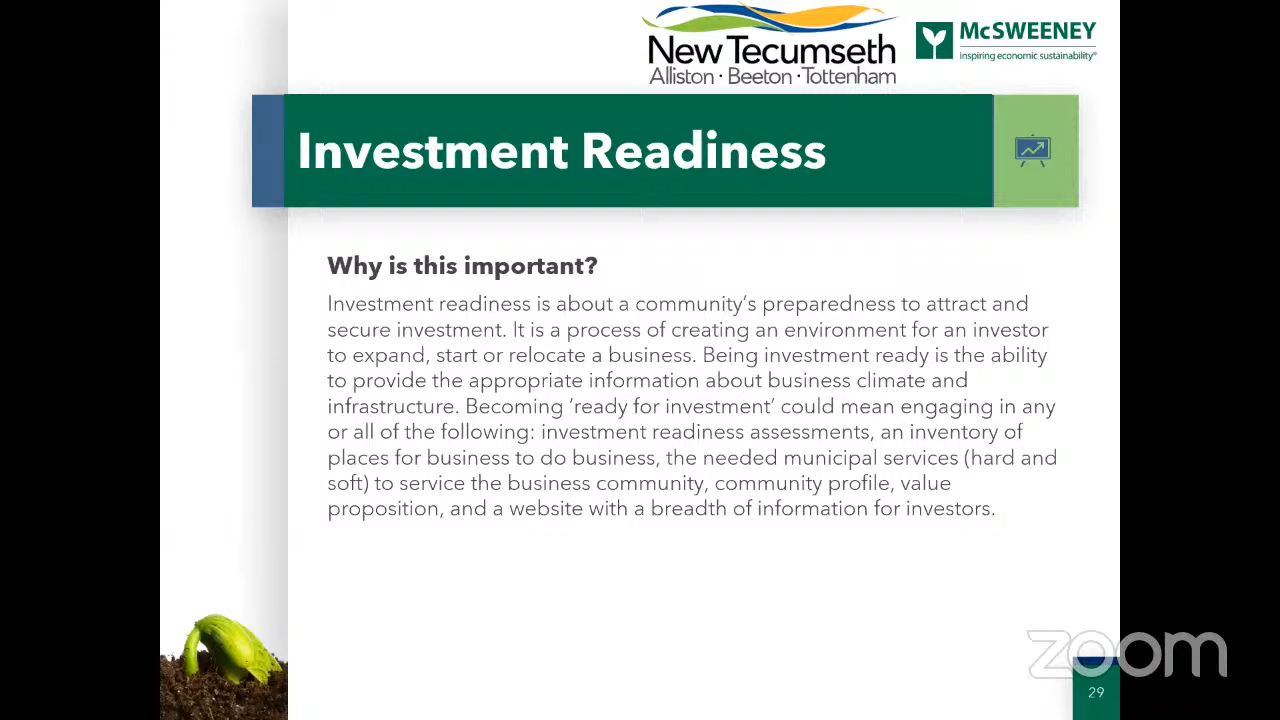 New Tecumseth
Alliston · Beeton · Tottenham
McSWEENEY
inspiring economic sustainability®
Investment Readiness
Why is this important?
Investment readiness is about a community's preparedness to attract and
secure investment. It is a process of creating an environment for an investor
to expand, start or relocate a business. Being investment ready is the ability
to provide the appropriate information about business climate and
infrastructure. Becoming 'ready for investment' could mean engaging in any
or all of the following: investment readiness assessments, an inventory of
places for business to do business, the needed municipal services (hard and
soft) to service the business community, community profile, value
proposition, and a website with a breadth of information for investors.
zoom
29